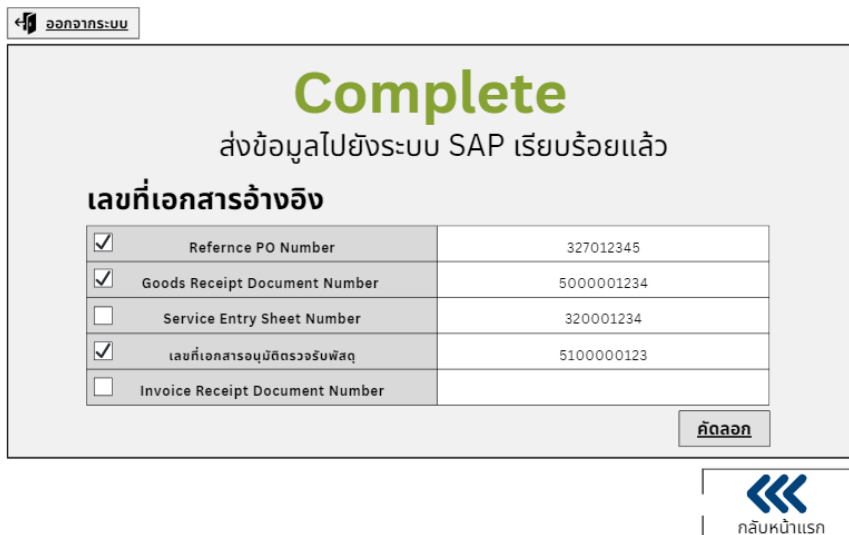 ออกจากระบบ
Complete
ส่งข้อมูลไปยังระบบ SAP เรียบร้อยแล้ว
เลขที่เอกสารอ้างอิง
Refernce PO Number 327012345
Goods Receipt Document Number 5000001234
Service Entry Sheet Number 320001234
เลขที่เอกสารอนุมัติตรวจรับพัสดุ 5100000123
Invoice Receipt Document Number
คัดลอก
กลับหน้าแรก